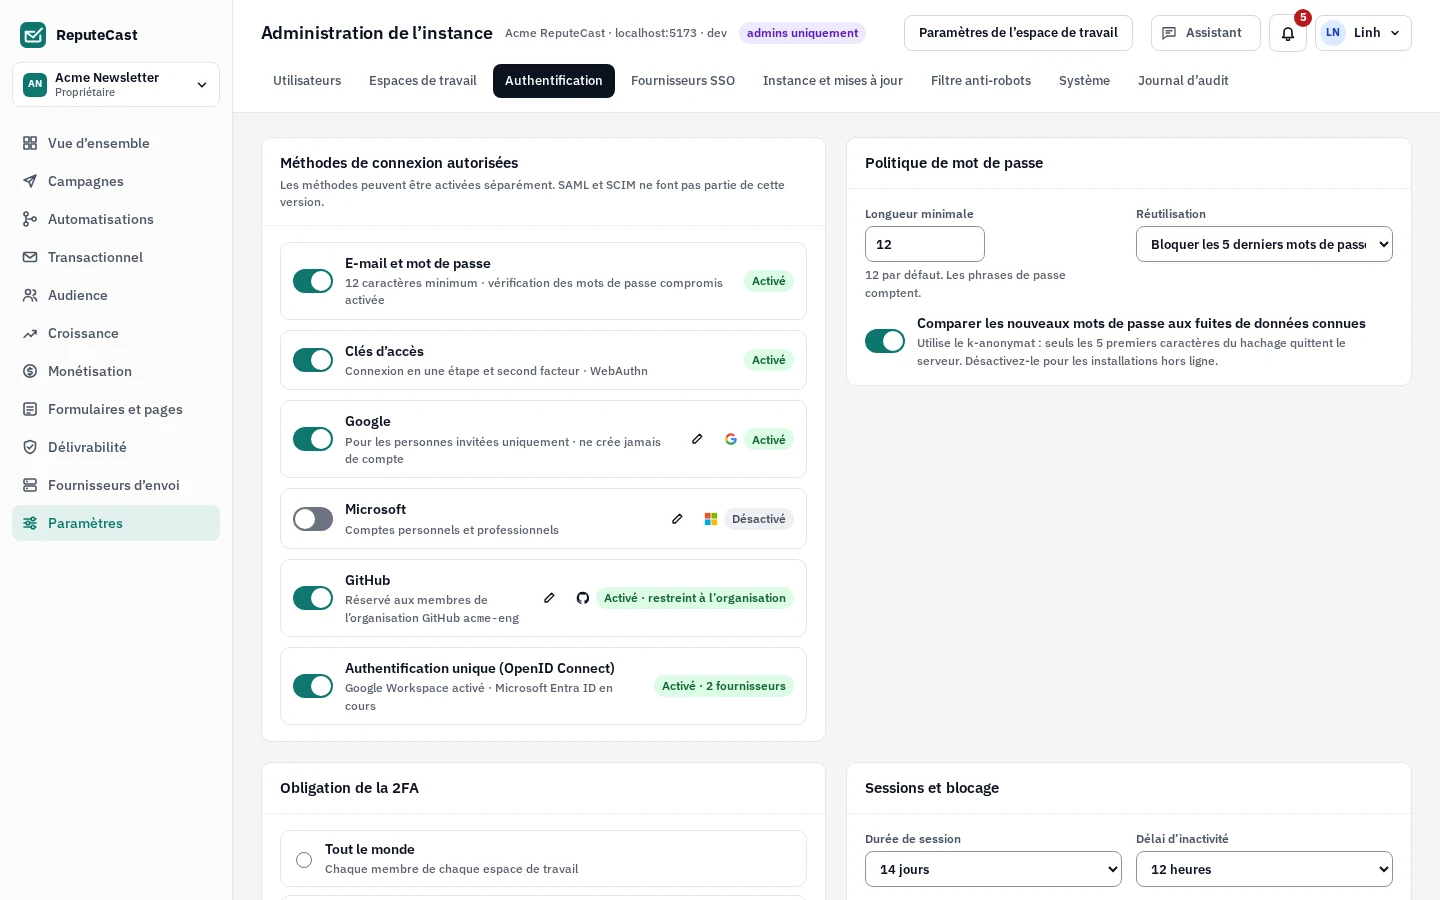 ReputeCast
AN
Acme Newsletter
Propriétaire
Vue d’ensemble
Campagnes
Automatisations
Transactionnel
Audience
Croissance
Monétisation
Formulaires et pages
Délivrabilité
Fournisseurs d’envoi
Paramètres
Administration de l’instance
Acme ReputeCast · localhost:5173 · dev
admins uniquement
Paramètres de l’espace de travail
Assistant
5
LN
Linh
Utilisateurs
Espaces de travail
Authentification
Fournisseurs SSO
Instance et mises à jour
Filtre anti-robots
Système
Journal d’audit
Méthodes de connexion autorisées
Les méthodes peuvent être activées séparément. SAML et SCIM ne font pas partie de cette
version.
E-mail et mot de passe
12 caractères minimum · vérification des mots de passe compromis
activée
Activé
Clés d’accès
Connexion en une étape et second facteur · WebAuthn
Activé
Google
Pour les personnes invitées uniquement · ne crée jamais
de compte
Activé
Microsoft
Comptes personnels et professionnels
Désactivé
GitHub
Réservé aux membres de
l’organisation GitHub acme-eng
Activé · restreint à l’organisation
Authentification unique (OpenID Connect)
Google Workspace activé · Microsoft Entra ID en
cours
Activé · 2 fournisseurs
Politique de mot de passe
Longueur minimale
12
12 par défaut. Les phrases de passe
comptent.
Réutilisation
Bloquer les 5 derniers mots de passe
Comparer les nouveaux mots de passe aux fuites de données connues
Utilise le k-anonymat : seuls les 5 premiers caractères du hachage quittent le
serveur. Désactivez-le pour les installations hors ligne.
Obligation de la 2FA
Tout le monde
Chaque membre de chaque espace de travail
Sessions et blocage
Durée de session
14 jours
Délai d’inactivité
12 heures